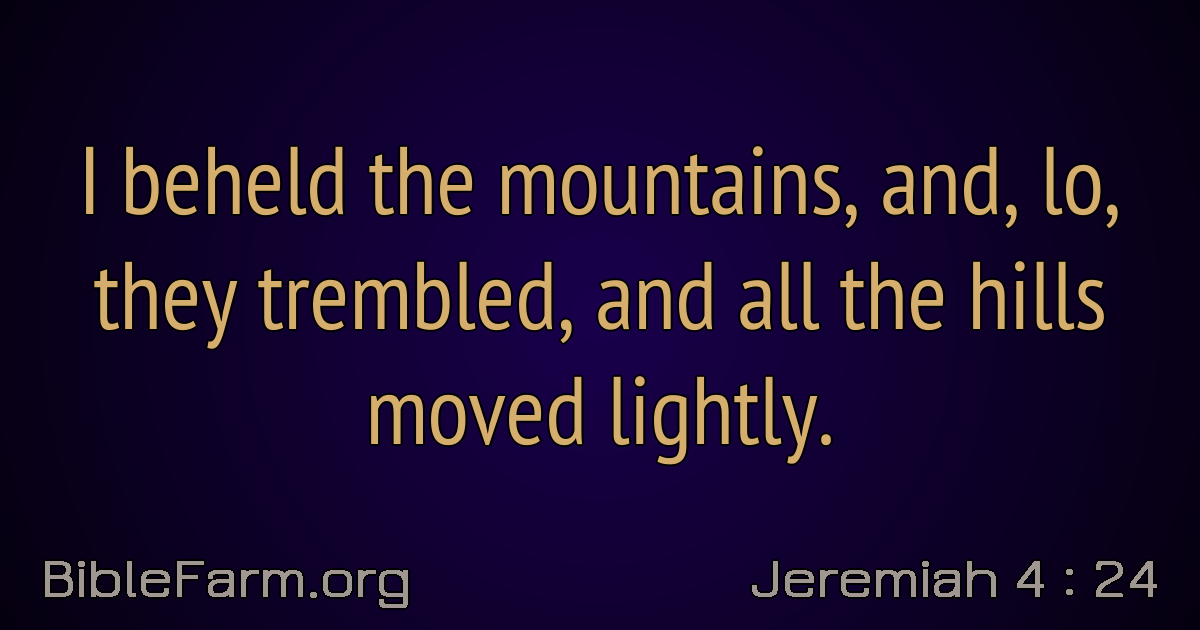 I beheld the mountains, and, lo,
they trembled, and all the hills
moved lightly.
BibleFarm.org
Jeremiah 4 : 24